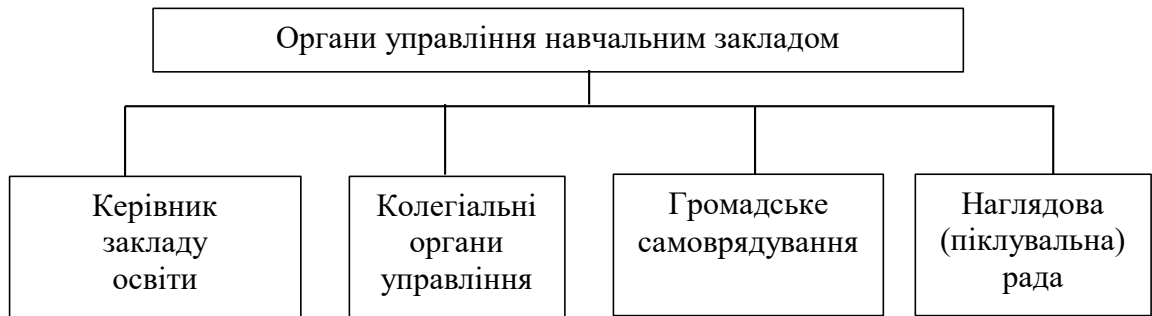 Органи управління навчальним закладом
Керівник
закладу
освіти
Колегіальні
органи
управління
Громадське
самоврядування
Наглядова
(піклувальна)
рада